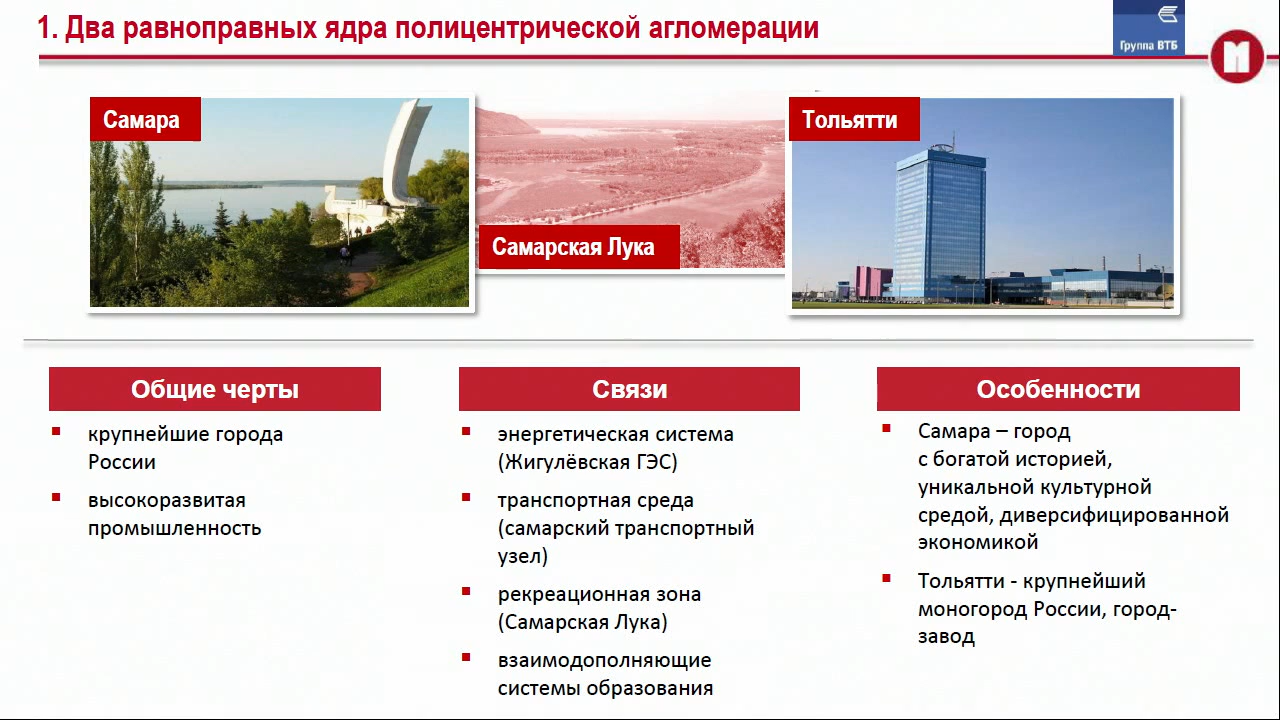 1. Два равноправных ядра полицентрической агломерации
Группа ВТБ
М
Самара
Самарская Лука
Тольятти
Общие черты
крупнейшие города
России
высокоразвитая
промышленность
Связи
энергетическая система
(Жигулёвская ГЭС)
транспортная среда
(самарский транспортный
узел)
рекреационная зона
(Самарская Лука)
взаимодополняющие
системы образования
Особенности
Самара – город
с богатой историей,
уникальной культурной
средой, диверсифицированной
экономикой
Тольятти - крупнейший
моногород России, город-
завод